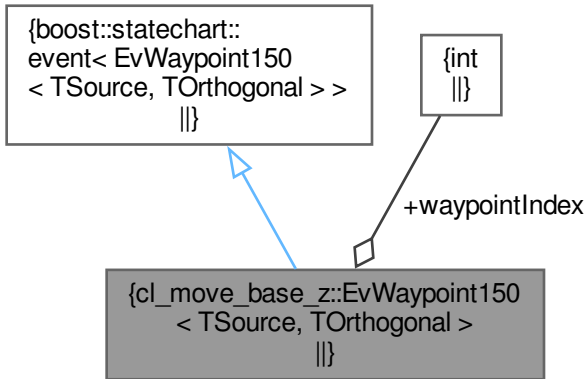 {boost::statechart::
event< EvWaypoint150
< TSource, TOrthogonal > >
||}
{int
||}
+waypointIndex
{cl_move_base_z::EvWaypoint150
< TSource, TOrthogonal >
||}